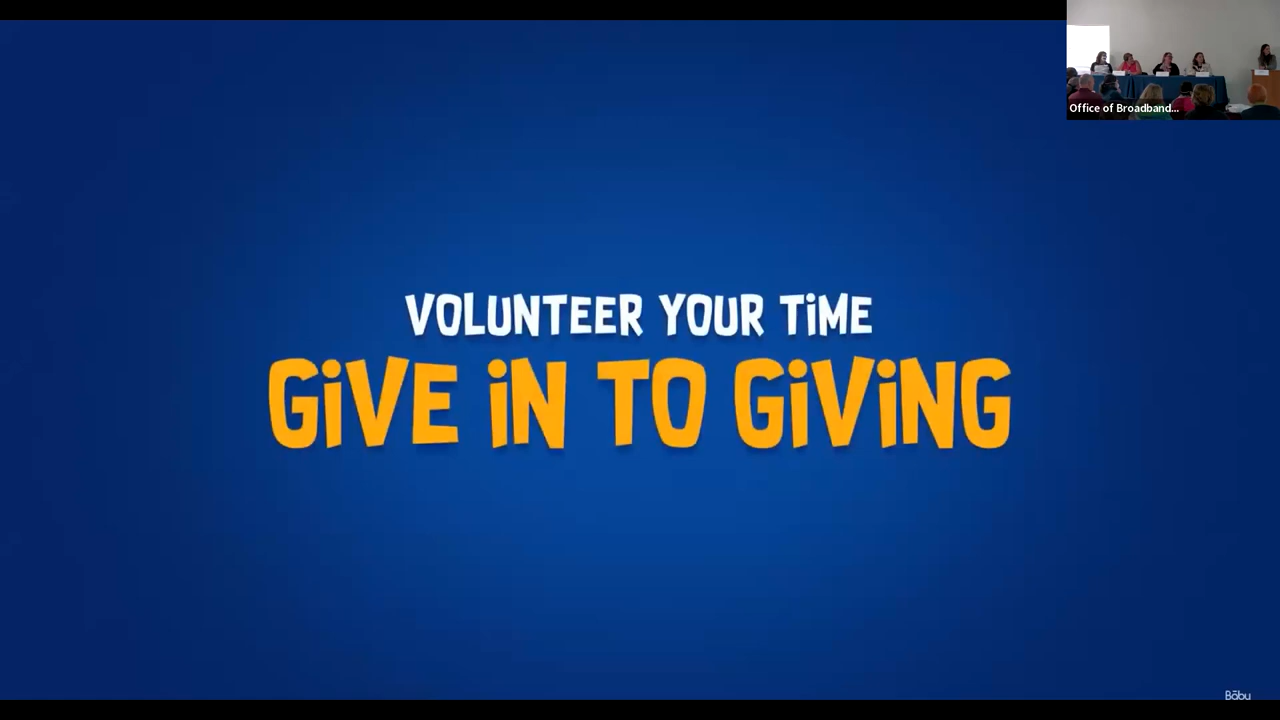 Office of Broadband...
VOLUNTEER YOUR TiME
GiVE iN TO GiViNG
Bābu